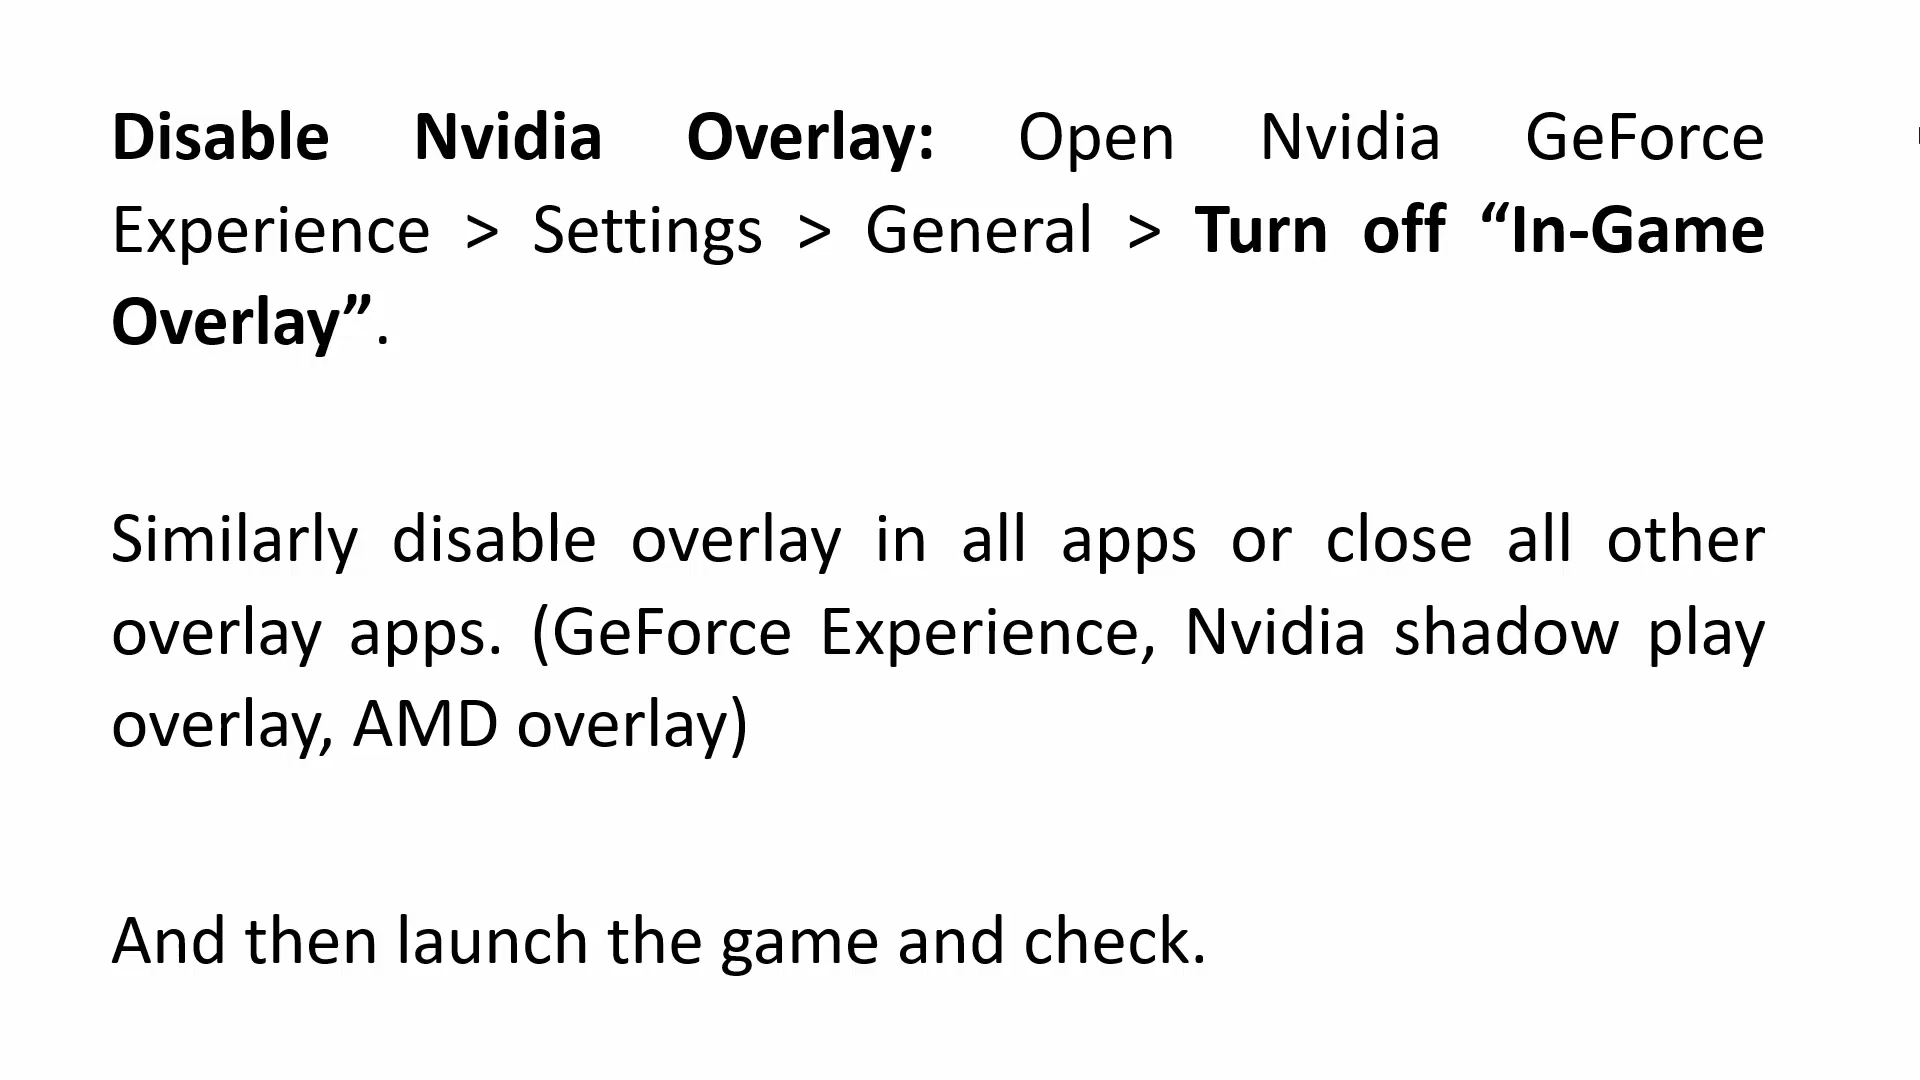 Disable Nvidia Overlay: Open Nvidia GeForce
Experience > Settings > General > Turn off “In-Game
Overlay”.
Similarly disable overlay in all apps or close all other
overlay apps. (GeForce Experience, Nvidia shadow play
overlay, AMD overlay)
And then launch the game and check.